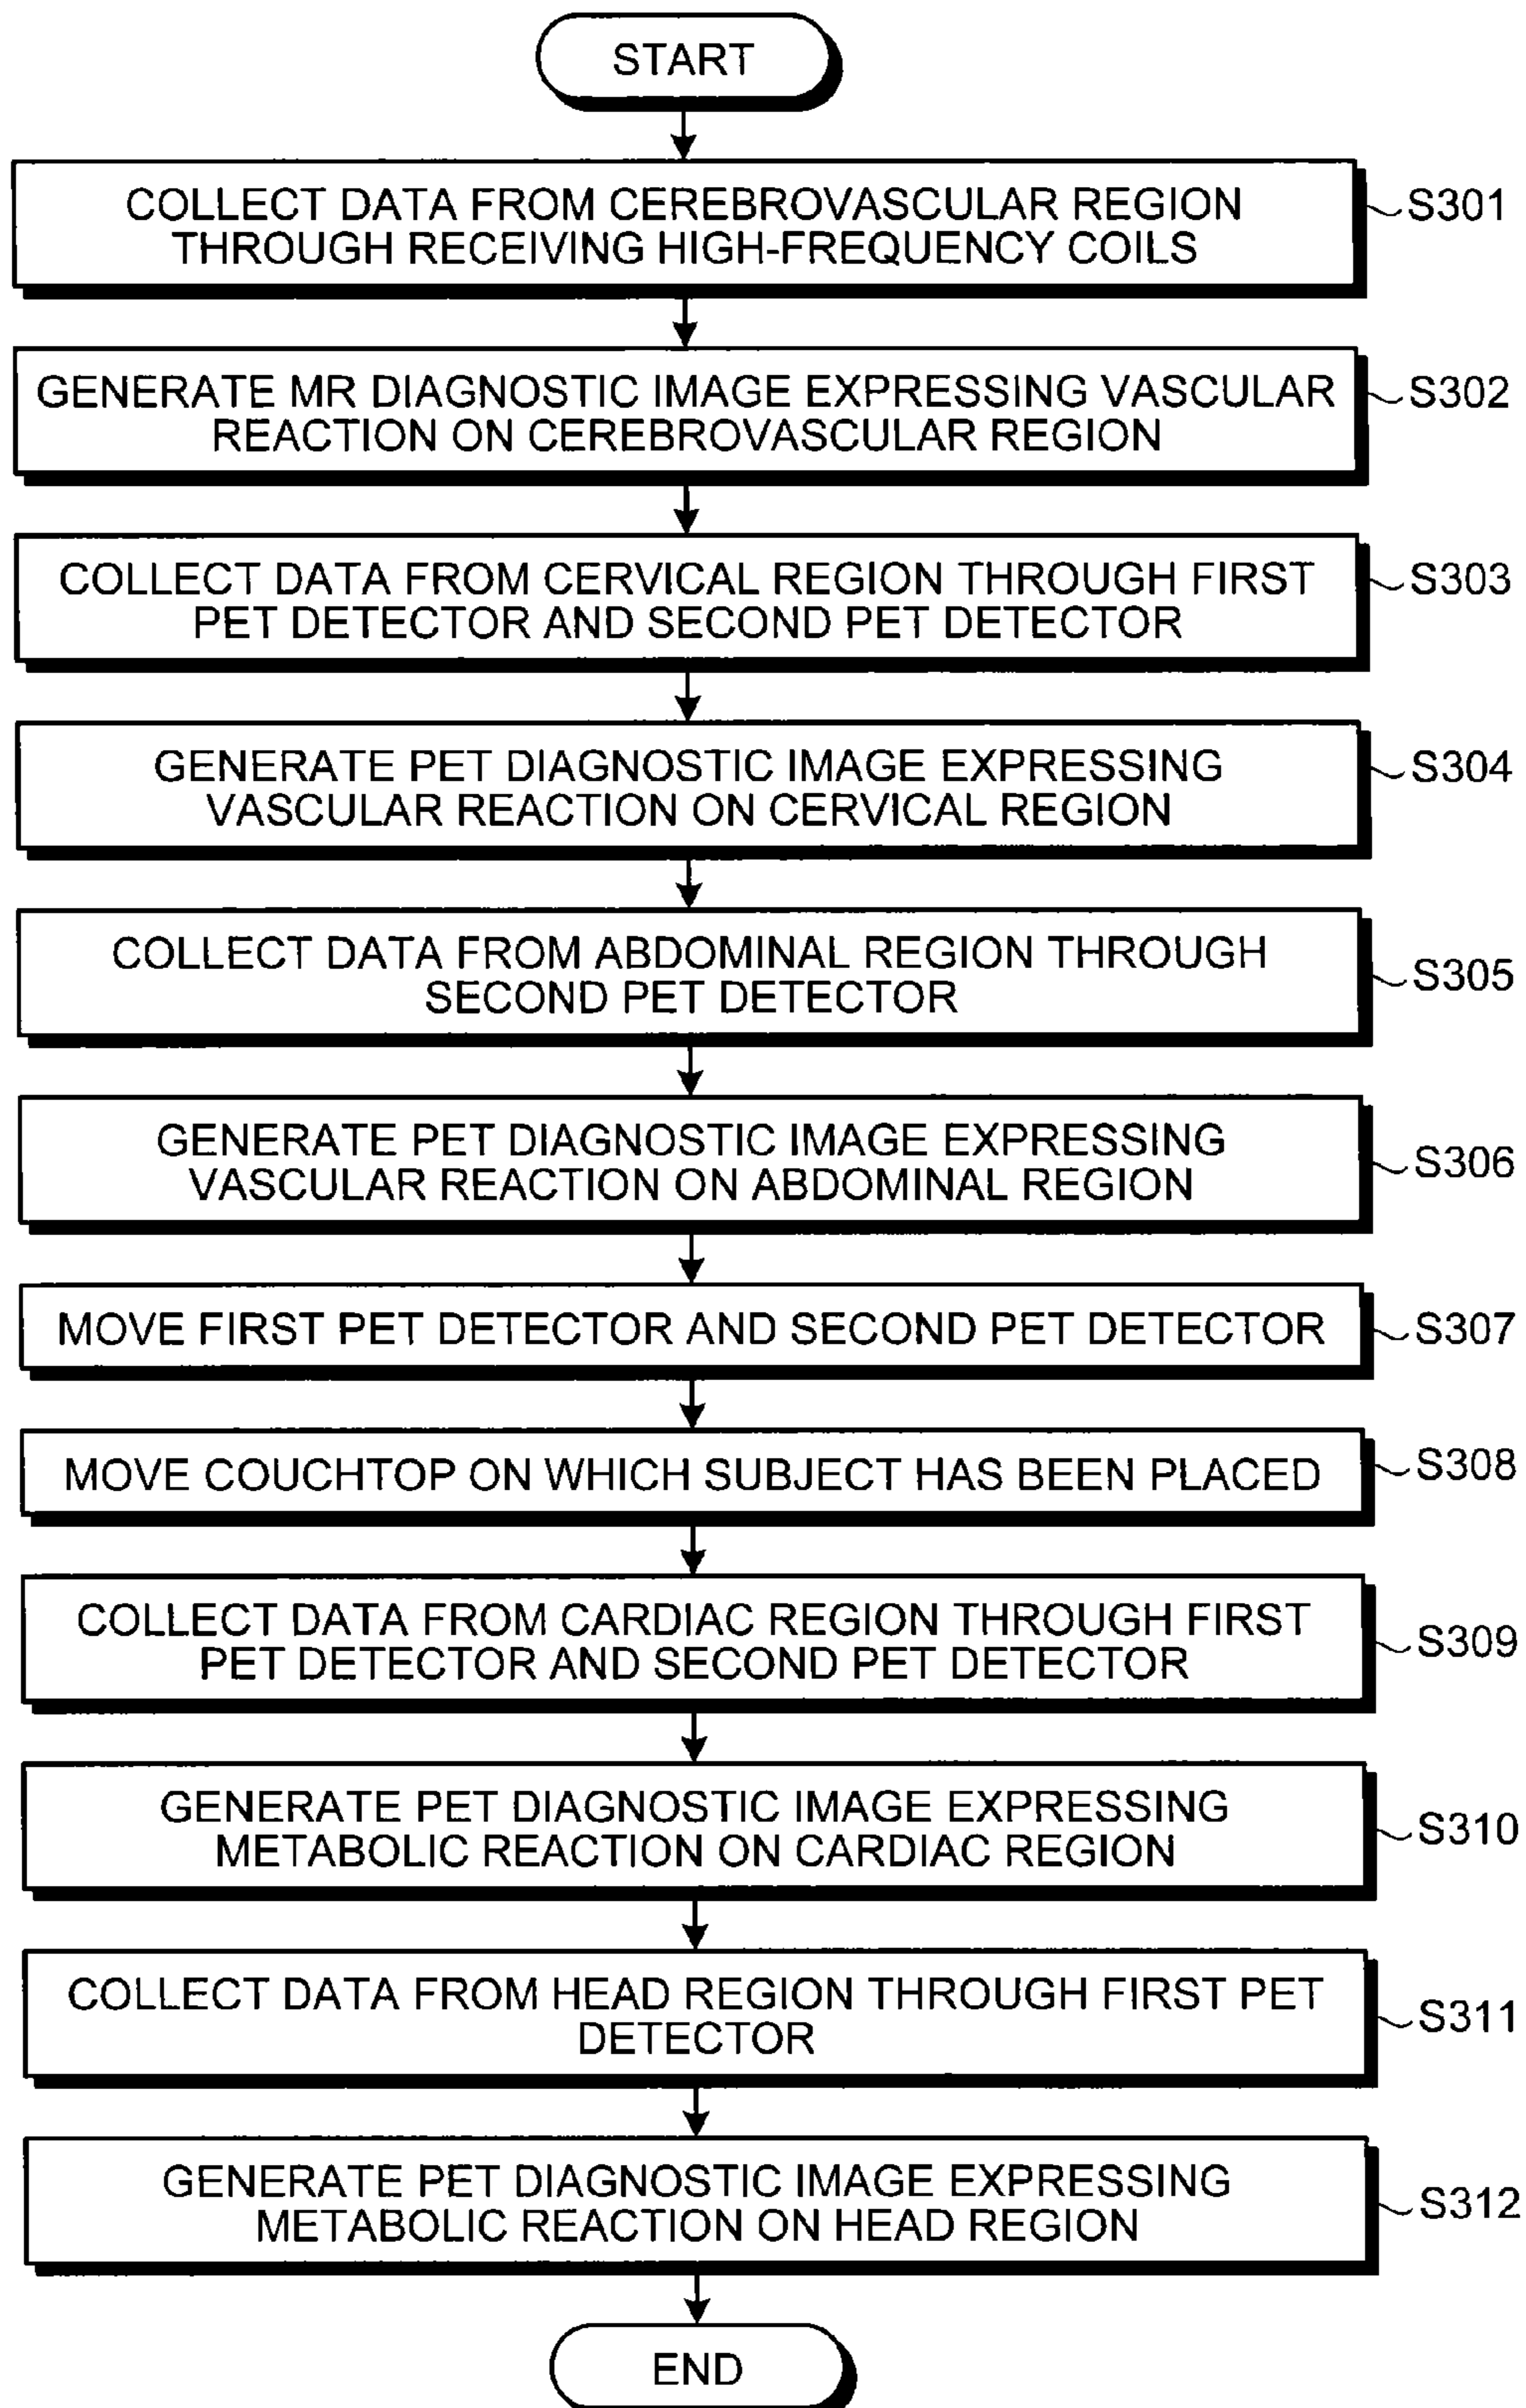 START
COLLECT DATA FROM CEREBROVASCULAR REGION
THROUGH RECEIVING HIGH-FREQUENCY COILS
S301
GENERATE MR DIAGNOSTIC IMAGE EXPRESSING VASCULAR
REACTION ON CEREBROVASCULAR REGION
S302
COLLECT DATA FROM CERVICAL REGION THROUGH FIRST
PET DETECTOR AND SECOND PET DETECTOR
S303
GENERATE PET DIAGNOSTIC IMAGE EXPRESSING
VASCULAR REACTION ON CERVICAL REGION
S304
COLLECT DATA FROM ABDOMINAL REGION THROUGH
SECOND PET DETECTOR
S305
GENERATE PET DIAGNOSTIC IMAGE EXPRESSING
VASCULAR REACTION ON ABDOMINAL REGION
S306
MOVE FIRST PET DETECTOR AND SECOND PET DETECTOR
S307
MOVE COUCHTOP ON WHICH SUBJECT HAS BEEN PLACED
S308
COLLECT DATA FROM CARDIAC REGION THROUGH FIRST
PET DETECTOR AND SECOND PET DETECTOR
S309
GENERATE PET DIAGNOSTIC IMAGE EXPRESSING
METABOLIC REACTION ON CARDIAC REGION
S310
COLLECT DATA FROM HEAD REGION THROUGH FIRST PET
DETECTOR
S311
GENERATE PET DIAGNOSTIC IMAGE EXPRESSING
METABOLIC REACTION ON HEAD REGION
S312
END